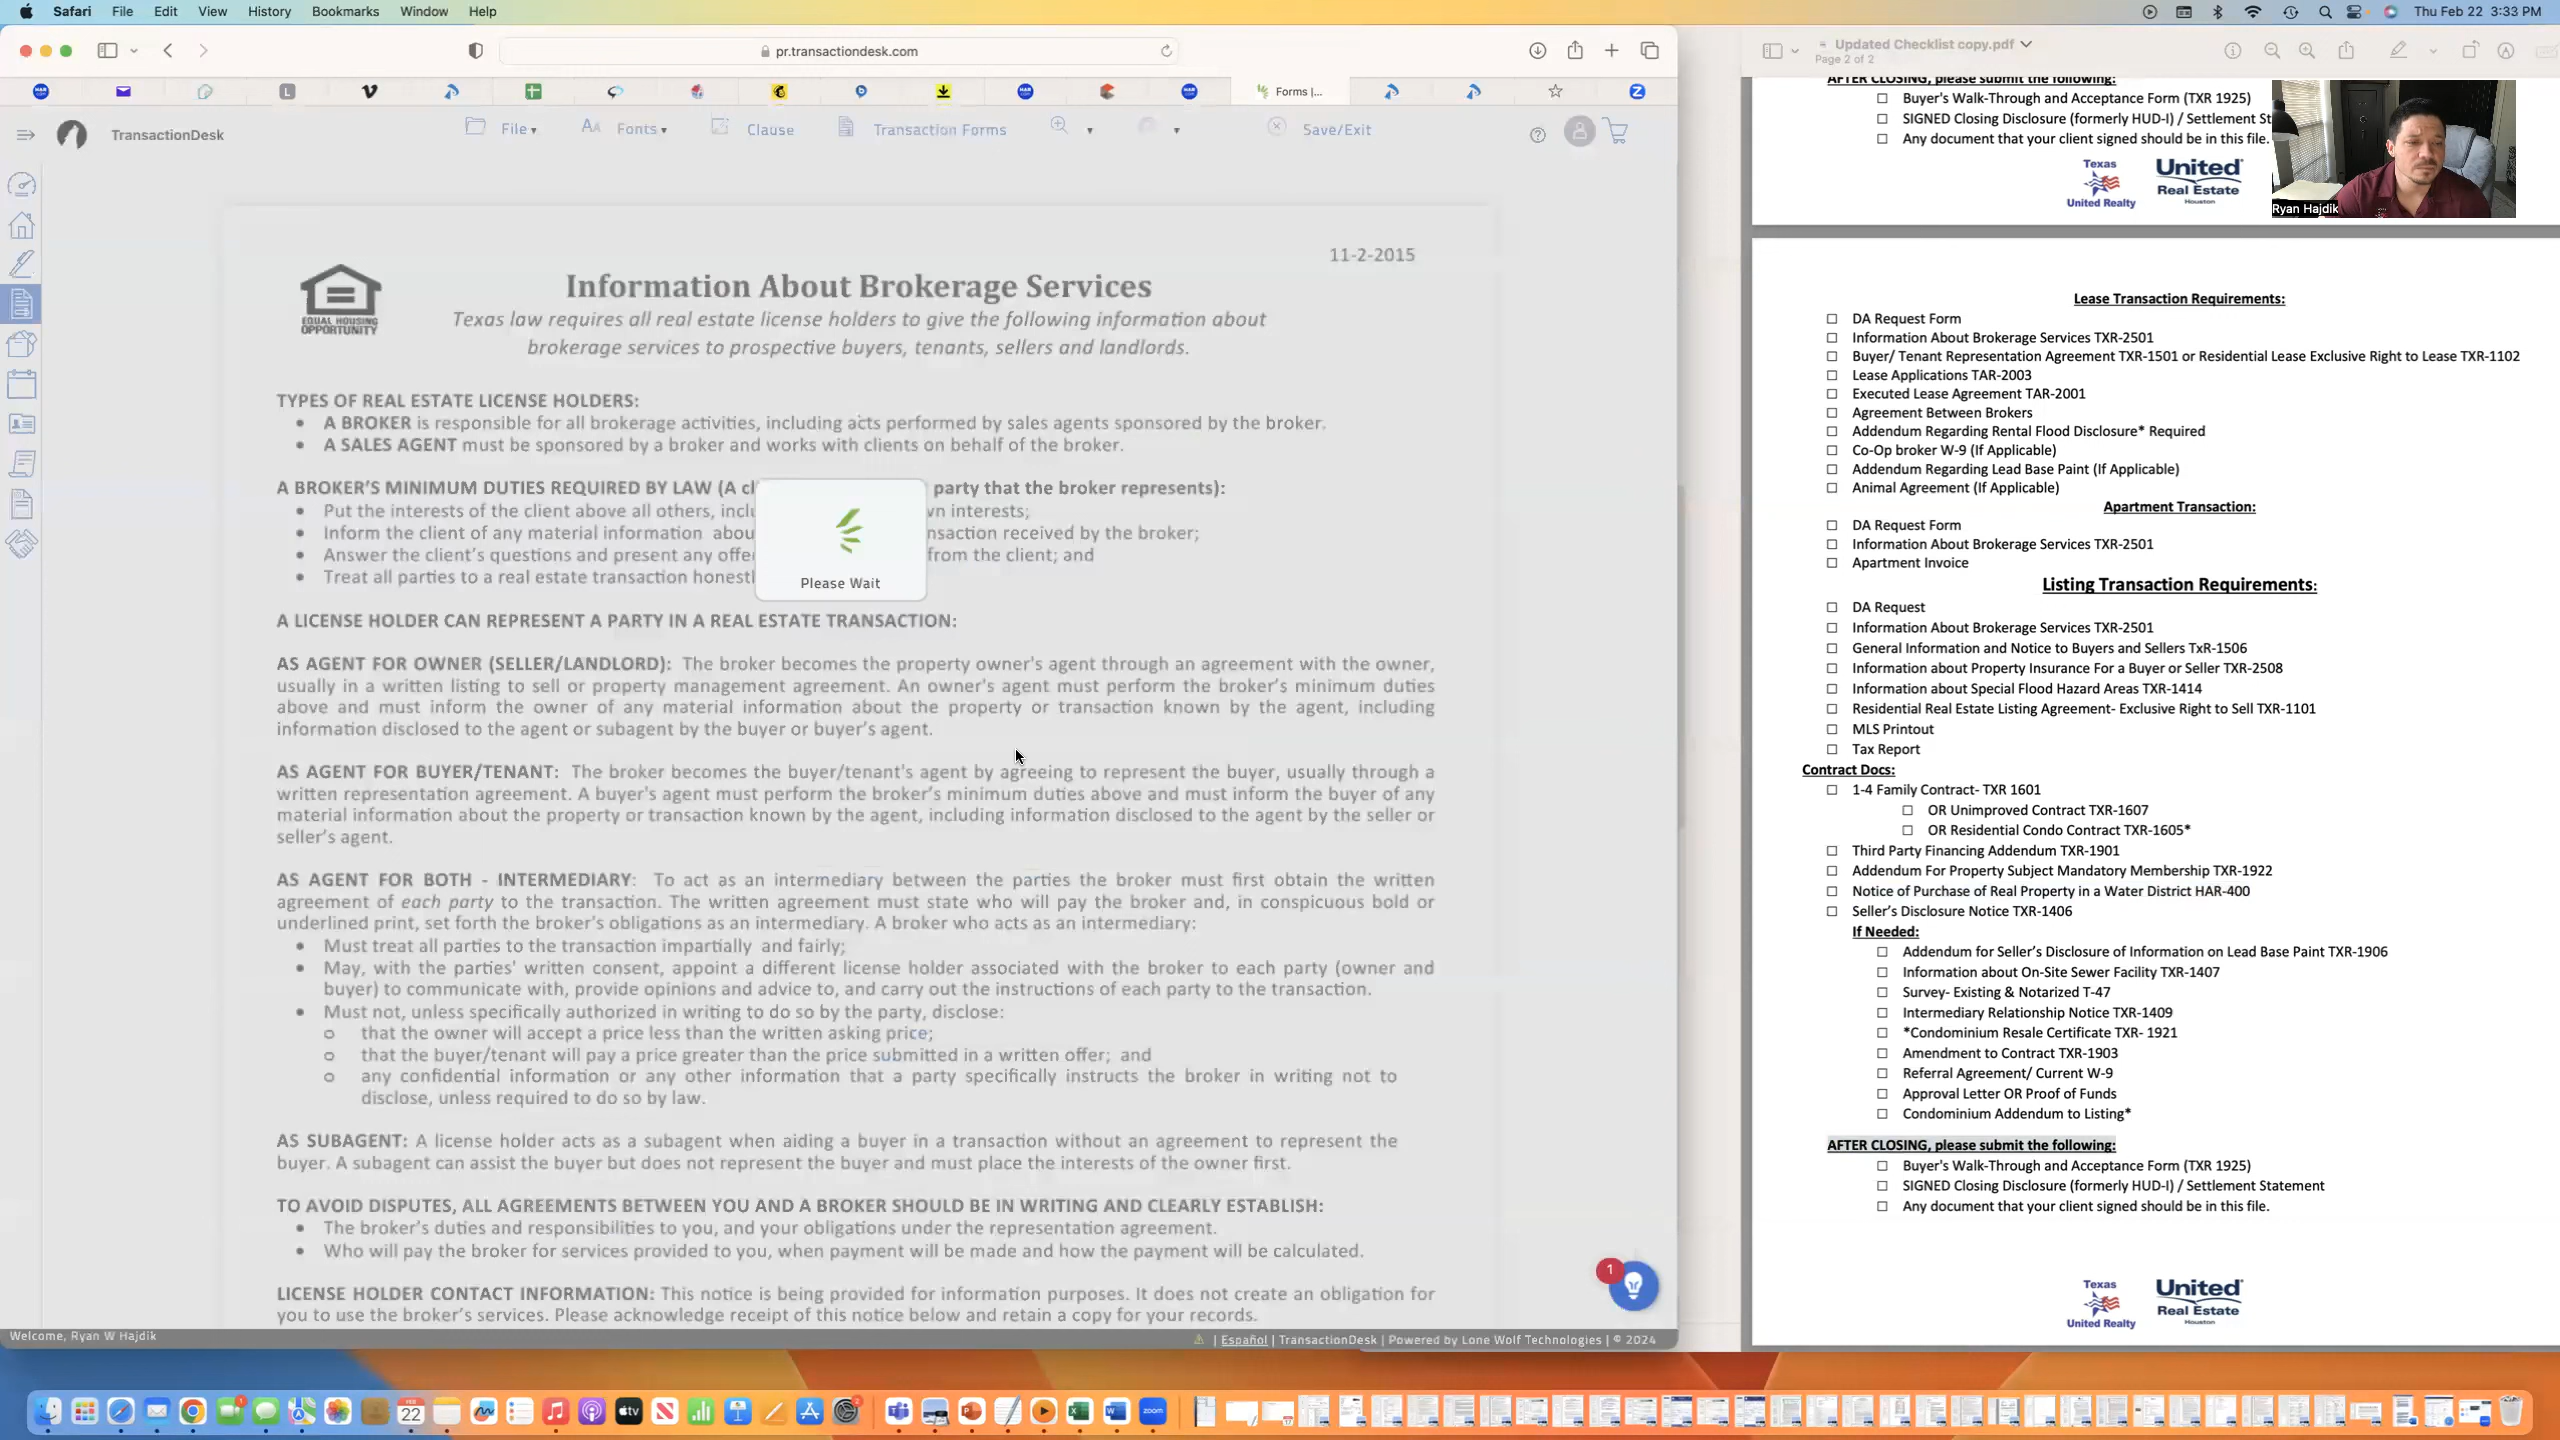 Safari File Edit View History Bookmarks Window Help
Thu Feb 22 3:33 PM
pr.transactiondesk.com
Forms |...
TransactionDesk
File
Fonts
Clause
Transaction Forms
Save/Exit
11-2-2015
EQUAL HOUSING
OPPORTUNITY
Information About Brokerage Services
Texas law requires all real estate license holders to give the following information about
brokerage services to prospective buyers, tenants, sellers and landlords.
TYPES OF REAL ESTATE LICENSE HOLDERS:
• A BROKER is responsible for all brokerage activities, including acts performed by sales agents sponsored by the broker.
• A SALES AGENT must be sponsored by a broker and works with clients on behalf of the broker.
A BROKER'S MINIMUM DUTIES REQUIRED BY LAW (A party that the broker represents):
• Put the interests of the client above all others, interests;
• Inform the client of any material information received by the broker;
• Answer the client's questions and present any from the client; and
• Treat all parties to a real estate transaction
Please Wait
A LICENSE HOLDER CAN REPRESENT A PARTY IN A REAL ESTATE TRANSACTION:
AS AGENT FOR OWNER (SELLER/LANDLORD): The broker becomes the property owner's agent through an agreement with the owner,
usually in a written listing to sell or property management agreement. An owner's agent must perform the broker's minimum duties
above and must inform the owner of any material information about the property or transaction known by the agent, including
information disclosed to the agent or subagent by the buyer or buyer's agent.
AS AGENT FOR BUYER/TENANT: The broker becomes the buyer/tenant's agent by agreeing to represent the buyer, usually through a
written representation agreement. A buyer's agent must perform the broker's minimum duties above and must inform the buyer of any
material information about the property or transaction known by the agent, including information disclosed to the agent by the seller or
seller's agent.
AS AGENT FOR BOTH - INTERMEDIARY: To act as an intermediary between the parties the broker must first obtain the written
agreement of each party to the transaction. The written agreement must state who will pay the broker and, in conspicuous bold or
underlined print, set forth the broker's obligations as an intermediary. A broker who acts as an intermediary:
• Must treat all parties to the transaction impartially and fairly;
• May, with the parties' written consent, appoint a different license holder associated with the broker to each party (owner and
buyer) to communicate with, provide opinions and advice to, and carry out the instructions of each party to the transaction.
• Must not, unless specifically authorized in writing to do so by the party, disclose:
o that the owner will accept a price less than the written asking price;
o that the buyer/tenant will pay a price greater than the price submitted in a written offer; and
o any confidential information or any other information that a party specifically instructs the broker in writing not to
disclose, unless required to do so by law.
AS SUBAGENT: A license holder acts as a subagent when aiding a buyer in a transaction without an agreement to represent the
buyer. A subagent can assist the buyer but does not represent the buyer and must place the interests of the owner first.
TO AVOID DISPUTES, ALL AGREEMENTS BETWEEN YOU AND A BROKER SHOULD BE IN WRITING AND CLEARLY ESTABLISH:
• The broker's duties and responsibilities to you, and your obligations under the representation agreement.
• Who will pay the broker for services provided to you, when payment will be made and how the payment will be calculated.
LICENSE HOLDER CONTACT INFORMATION: This notice is being provided for information purposes. It does not create an obligation for
you to use the broker's services. Please acknowledge receipt of this notice below and retain a copy for your records.
1
Welcome, Ryan W Hajdik
| Español | TransactionDesk | Powered by Lone Wolf Technologies | © 2024
Updated Checklist copy.pdf
Page 2 of 2
AFTER CLOSING, please submit the following:
Buyer's Walk-Through and Acceptance Form (TXR 1925)
SIGNED Closing Disclosure (formerly HUD-I) / Settlement St
Any document that your client signed should be in this file.
Texas
United Realty
United
Real Estate
Houston
Ryan Hajdik
Lease Transaction Requirements:
DA Request Form
Information About Brokerage Services TXR-2501
Buyer/ Tenant Representation Agreement TXR-1501 or Residential Lease Exclusive Right to Lease TXR-1102
Lease Applications TAR-2003
Executed Lease Agreement TAR-2001
Agreement Between Brokers
Addendum Regarding Rental Flood Disclosure* Required
Co-Op broker W-9 (If Applicable)
Addendum Regarding Lead Base Paint (If Applicable)
Animal Agreement (If Applicable)
Apartment Transaction:
DA Request Form
Information About Brokerage Services TXR-2501
Apartment Invoice
Listing Transaction Requirements:
DA Request
Information About Brokerage Services TXR-2501
General Information and Notice to Buyers and Sellers TxR-1506
Information about Property Insurance For a Buyer or Seller TXR-2508
Information about Special Flood Hazard Areas TXR-1414
Residential Real Estate Listing Agreement- Exclusive Right to Sell TXR-1101
MLS Printout
Tax Report
Contract Docs:
1-4 Family Contract- TXR 1601
OR Unimproved Contract TXR-1607
OR Residential Condo Contract TXR-1605*
Third Party Financing Addendum TXR-1901
Addendum For Property Subject Mandatory Membership TXR-1922
Notice of Purchase of Real Property in a Water District HAR-400
Seller's Disclosure Notice TXR-1406
If Needed:
Addendum for Seller's Disclosure of Information on Lead Base Paint TXR-1906
Information about On-Site Sewer Facility TXR-1407
Survey- Existing & Notarized T-47
Intermediary Relationship Notice TXR-1409
*Condominium Resale Certificate TXR- 1921
Amendment to Contract TXR-1903
Referral Agreement/ Current W-9
Approval Letter OR Proof of Funds
Condominium Addendum to Listing*
AFTER CLOSING, please submit the following:
Buyer's Walk-Through and Acceptance Form (TXR 1925)
SIGNED Closing Disclosure (formerly HUD-I) / Settlement Statement
Any document that your client signed should be in this file.
Texas
United Realty
United
Real Estate
Houston
22
tv
zoom